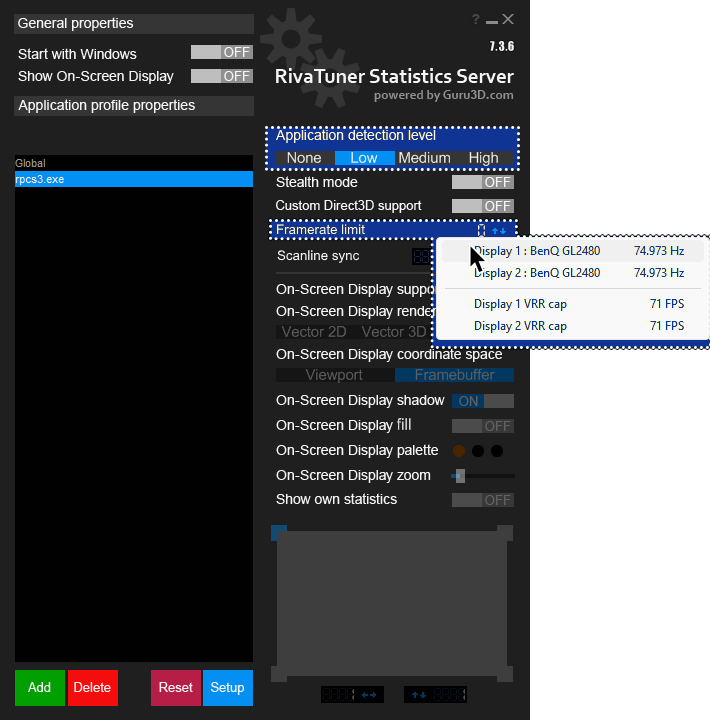 General properties
Start with Windows OFF
Show On-Screen Display OFF
Application profile properties
Global
rpcs3.exe
Add
Delete
Reset
Setup
?
7.3.6
RivaTuner Statistics Server
powered by Guru3D.com
Application detection level
None Low Medium High
Stealth mode OFF
Custom Direct3D support OFF
Framerate limit 0
Scanline sync
On-Screen Display suppo
On-Screen Display render
Vector 2D Vector 3D
On-Screen Display coordinate space
Viewport Framebuffer
On-Screen Display shadow ON
On-Screen Display fill OFF
On-Screen Display palette
On-Screen Display zoom
Show own statistics OFF
Display 1 : BenQ GL2480 74.973 Hz
Display 2 : BenQ GL2480 74.973 Hz
Display 1 VRR cap 71 FPS
Display 2 VRR cap 71 FPS